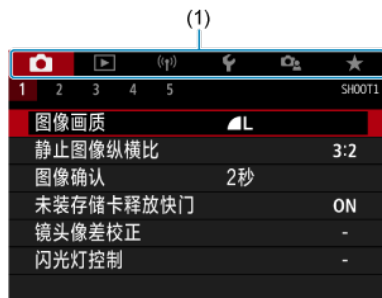 (1)
1 2 3 4 5 SHOOT1
图像画质 L
静止图像纵横比 3:2
图像确认 2秒
未装存储卡释放快门 ON
镜头像差校正 -
闪光灯控制 -